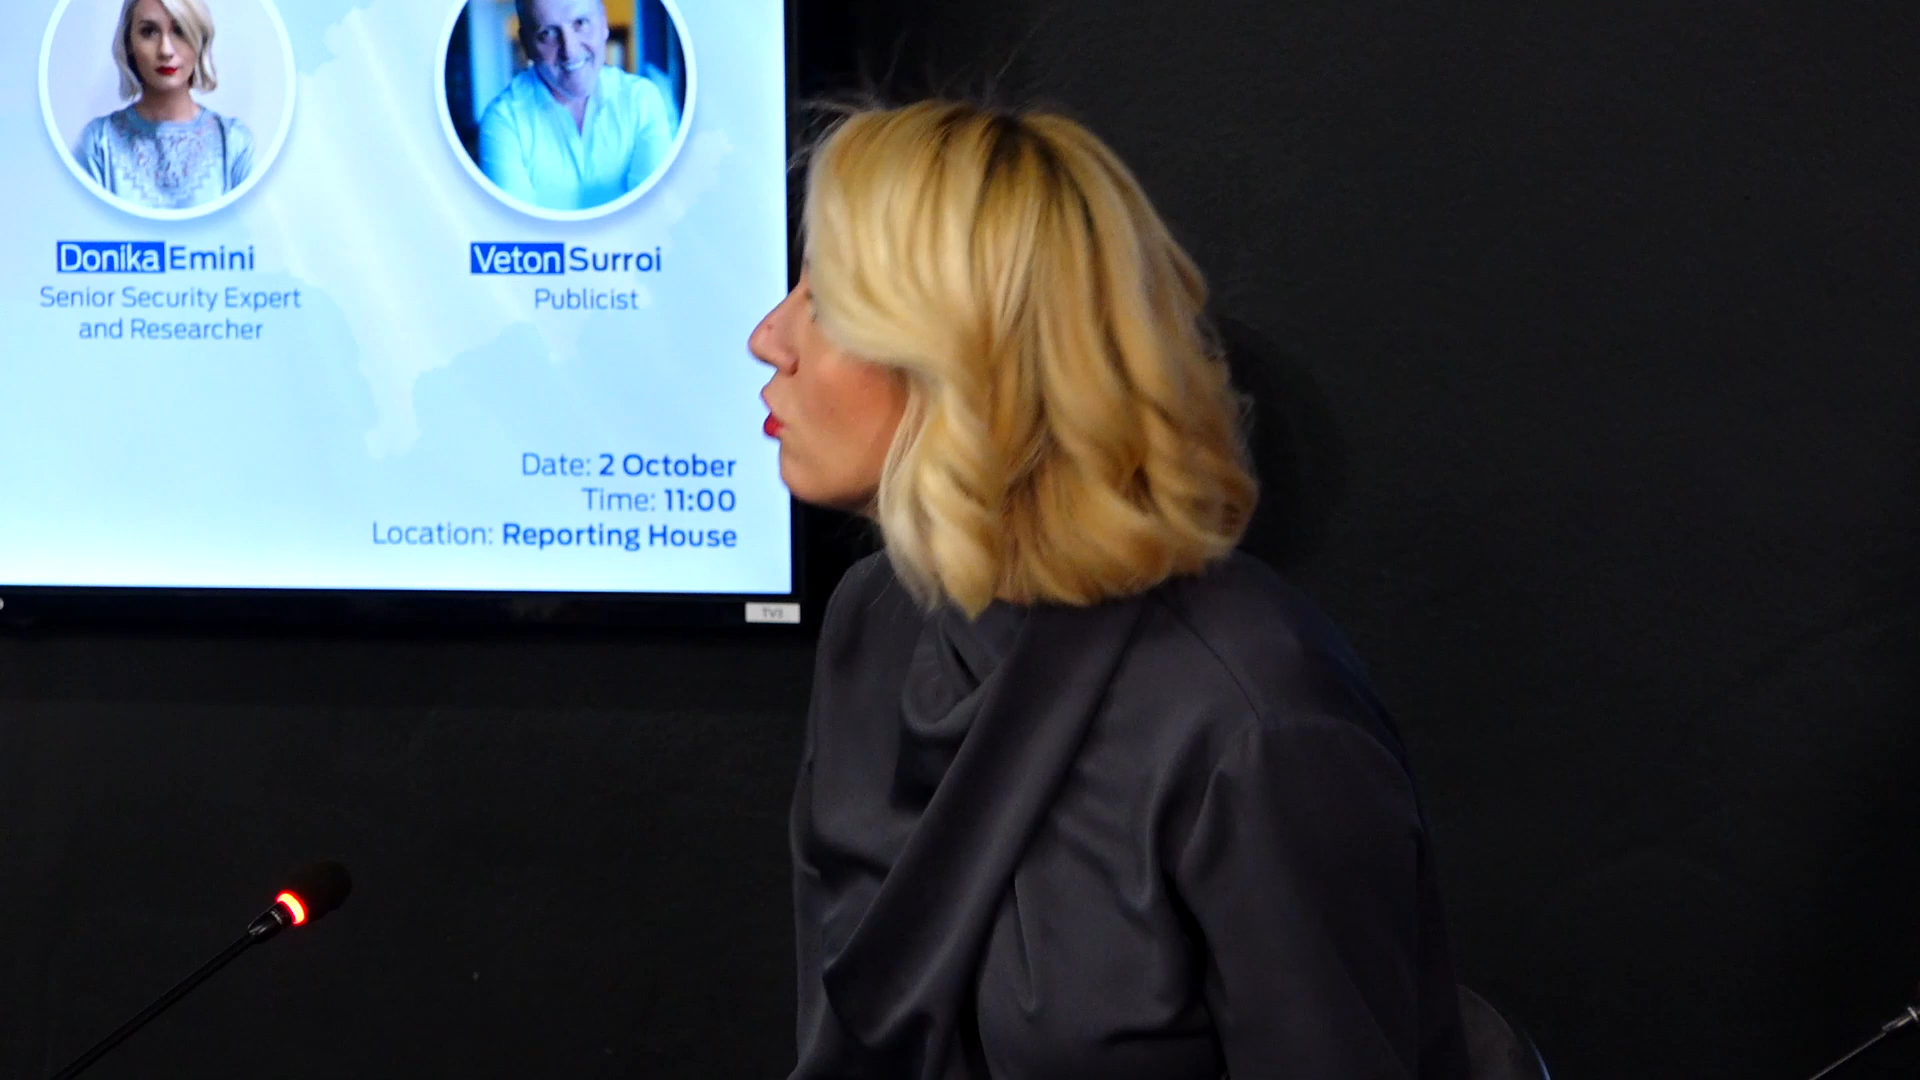 Donika Emini
Senior Security Expert
and Researcher
Veton Surroi
Publicist
Date: 2 October
Time: 11:00
Location: Reporting House
TV3